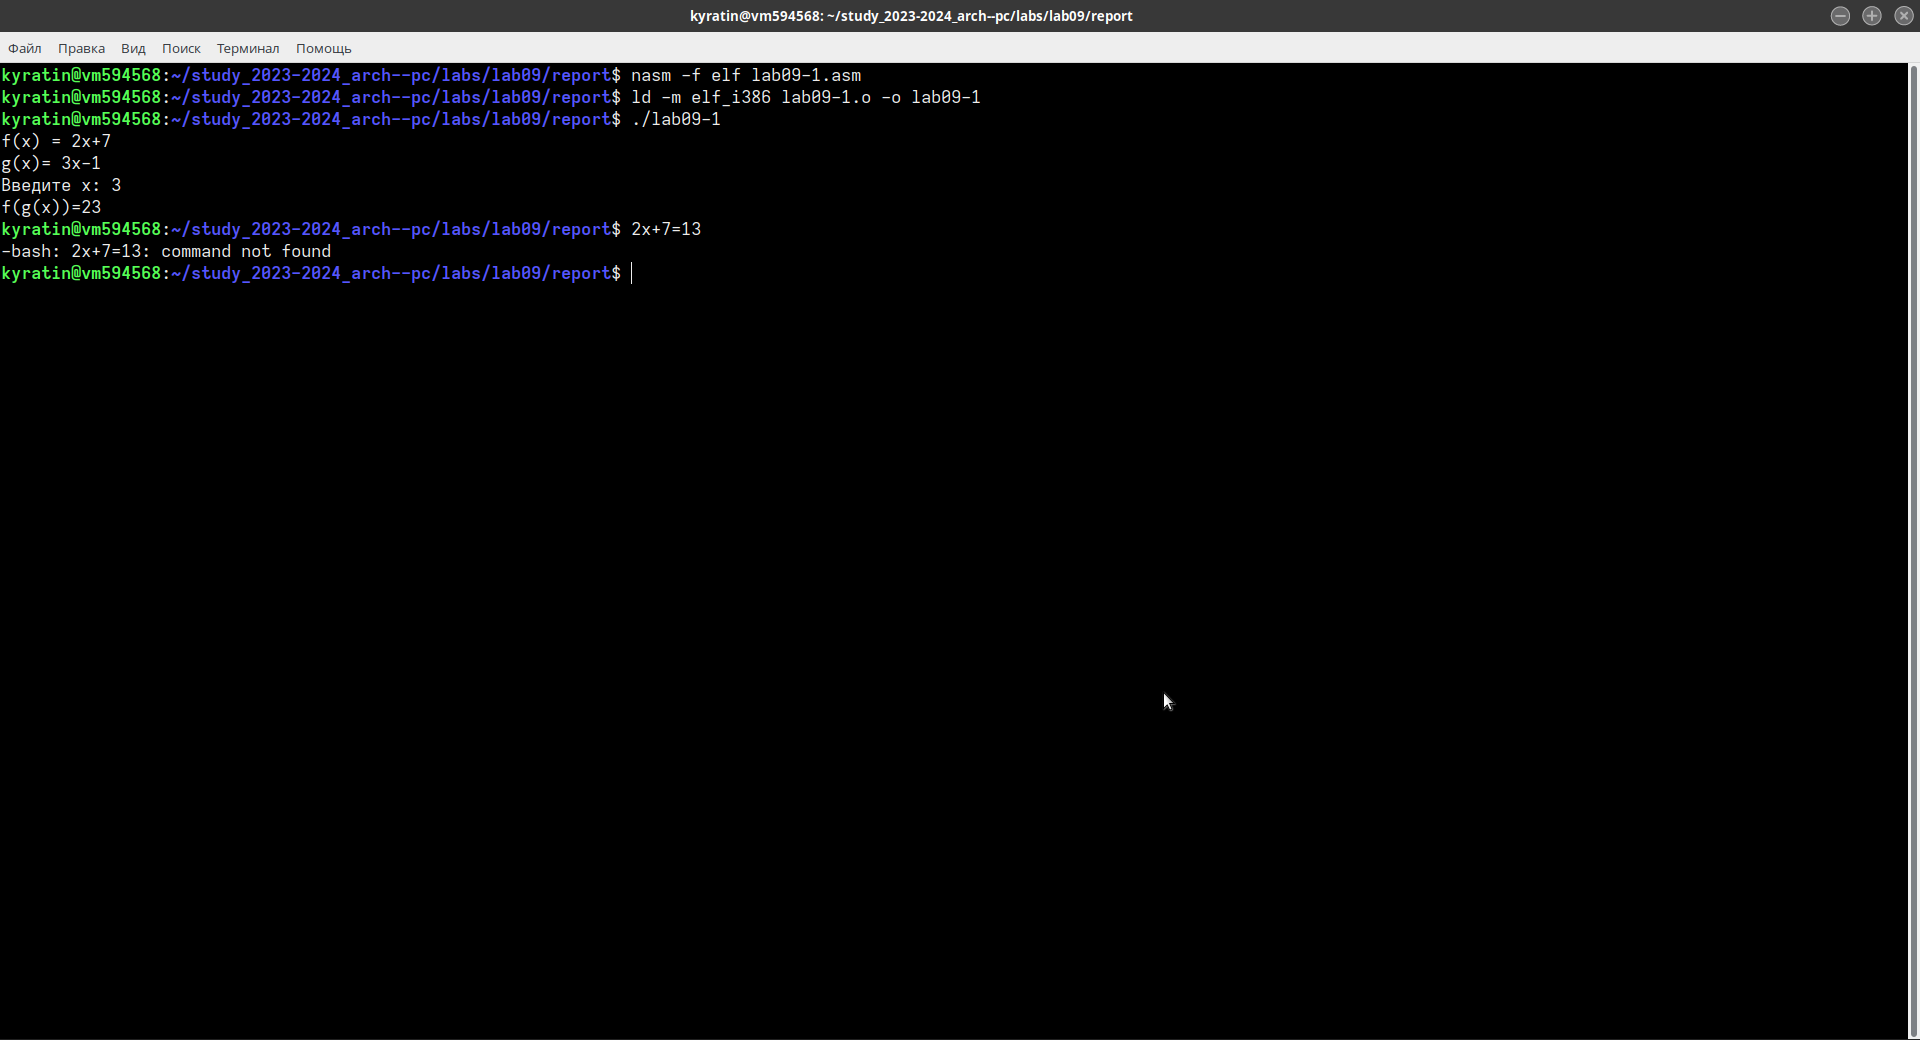 kyratin@vm594568: ~/study_2023-2024_arch--pc/labs/lab09/report
Файл Правка Вид Поиск Терминал Помощь
kyratin@vm594568:~/study_2023-2024_arch--pc/labs/lab09/report$ nasm -f elf lab09-1.asm
kyratin@vm594568:~/study_2023-2024_arch--pc/labs/lab09/report$ ld -m elf_i386 lab09-1.o -o lab09-1
kyratin@vm594568:~/study_2023-2024_arch--pc/labs/lab09/report$ ./lab09-1
f(x) = 2x+7
g(x)= 3x-1
Введите x: 3
f(g(x))=23
kyratin@vm594568:~/study_2023-2024_arch--pc/labs/lab09/report$ 2x+7=13
-bash: 2x+7=13: command not found
kyratin@vm594568:~/study_2023-2024_arch--pc/labs/lab09/report$